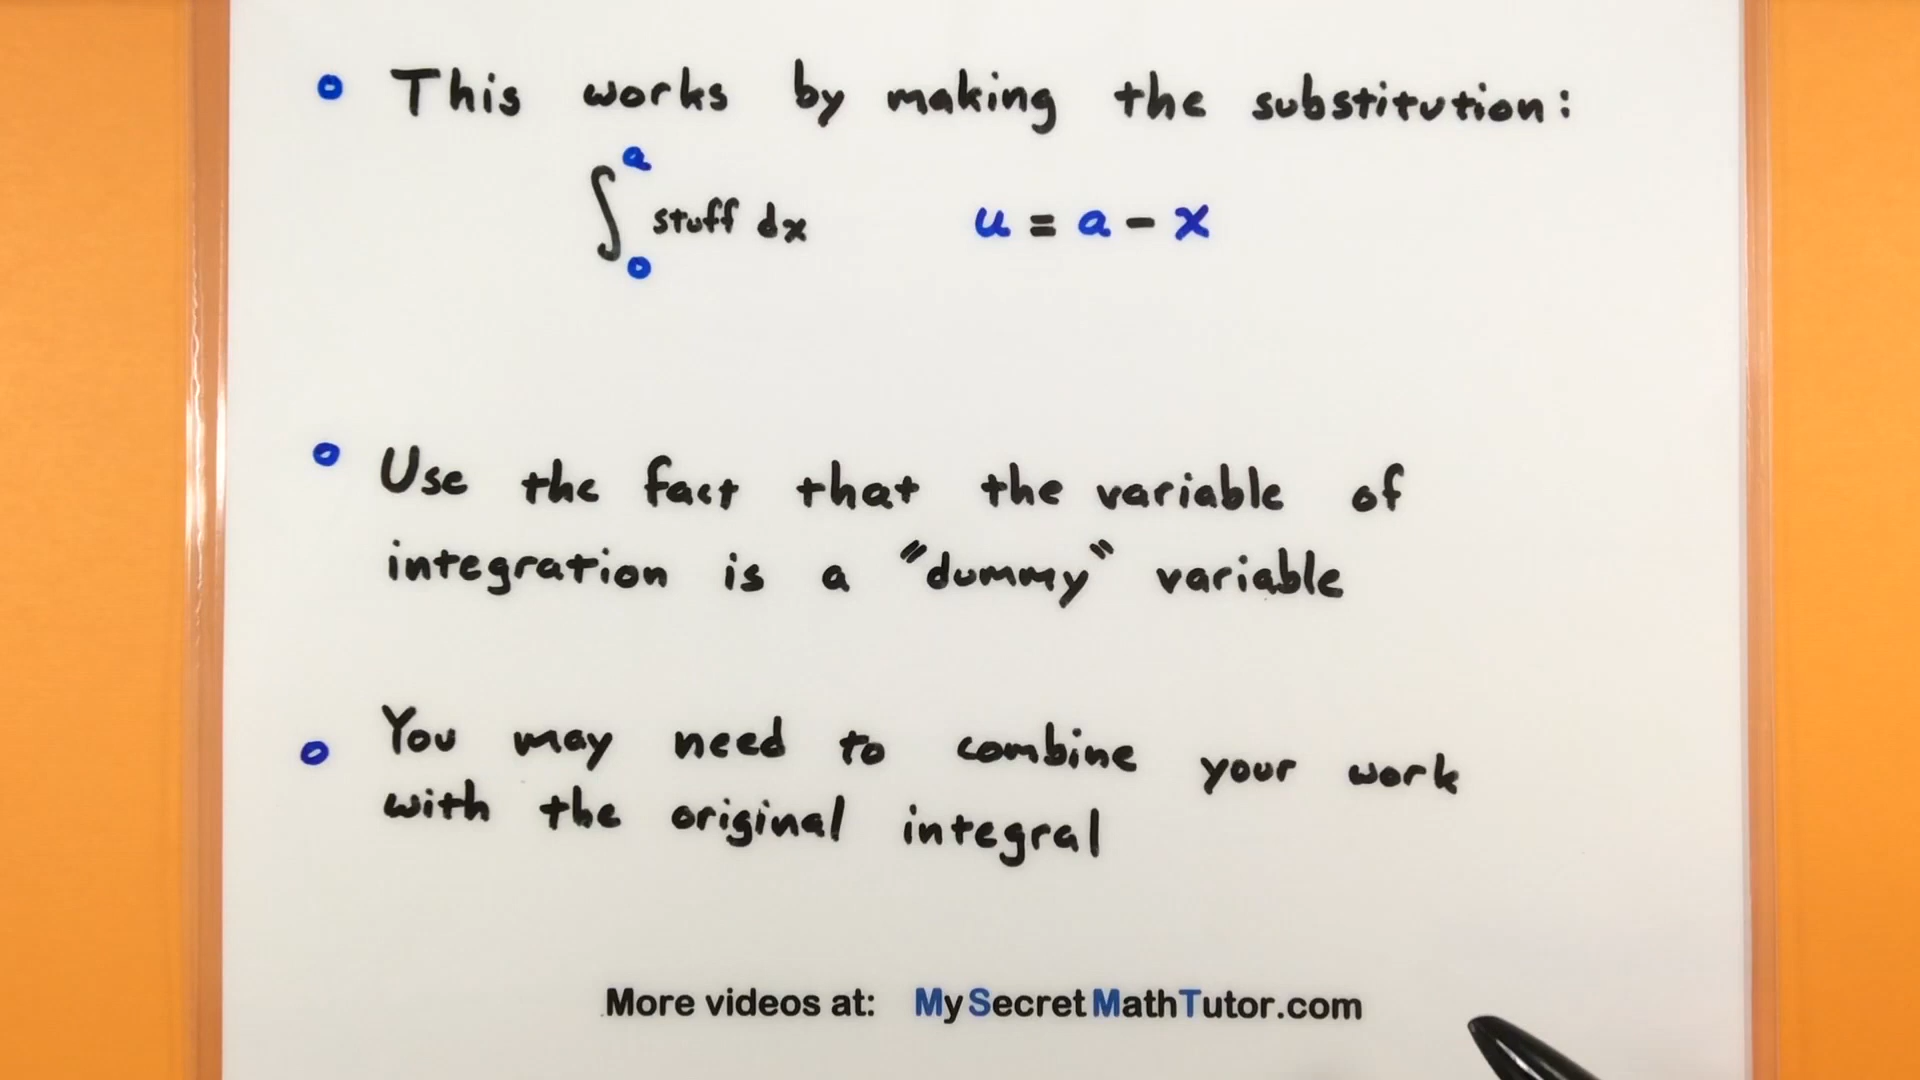 This works by making the substitution:
∫₀ᵃ stuff dx u = a - x
Use the fact that the variable of
integration is a "dummy" variable
You may need to combine your work
with the original integral
More videos at: MySecretMathTutor.com